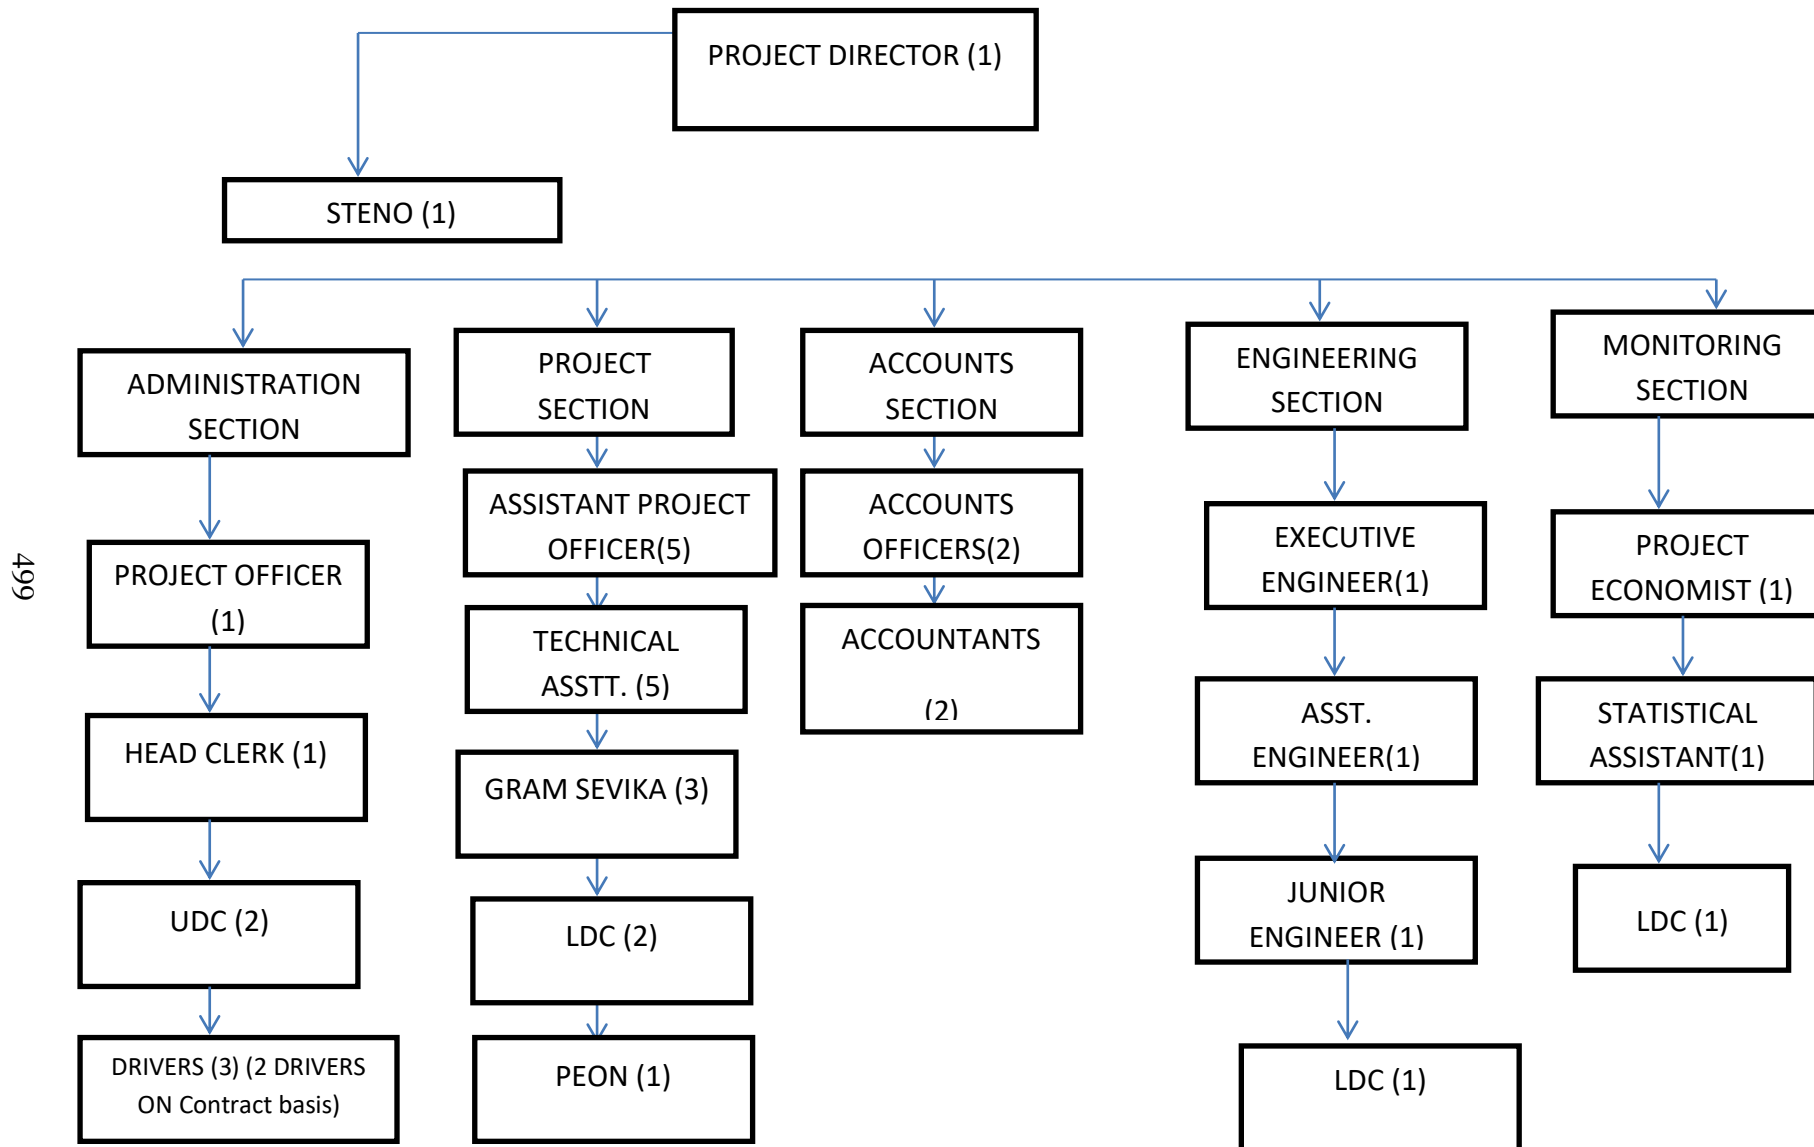 PROJECT DIRECTOR (1)
STENO (1)
ADMINISTRATION
SECTION
PROJECT OFFICER
(1)
HEAD CLERK (1)
UDC (2)
DRIVERS (3) (2 DRIVERS
ON Contract basis)
PROJECT
SECTION
ASSISTANT PROJECT
OFFICER(5)
TECHNICAL
ASSTT. (5)
GRAM SEVIKA (3)
LDC (2)
PEON (1)
ACCOUNTS
SECTION
ACCOUNTS
OFFICERS(2)
ACCOUNTANTS
(2)
ENGINEERING
SECTION
EXECUTIVE
ENGINEER(1)
ASST.
ENGINEER(1)
JUNIOR
ENGINEER (1)
LDC (1)
MONITORING
SECTION
PROJECT
ECONOMIST (1)
STATISTICAL
ASSISTANT(1)
LDC (1)
499